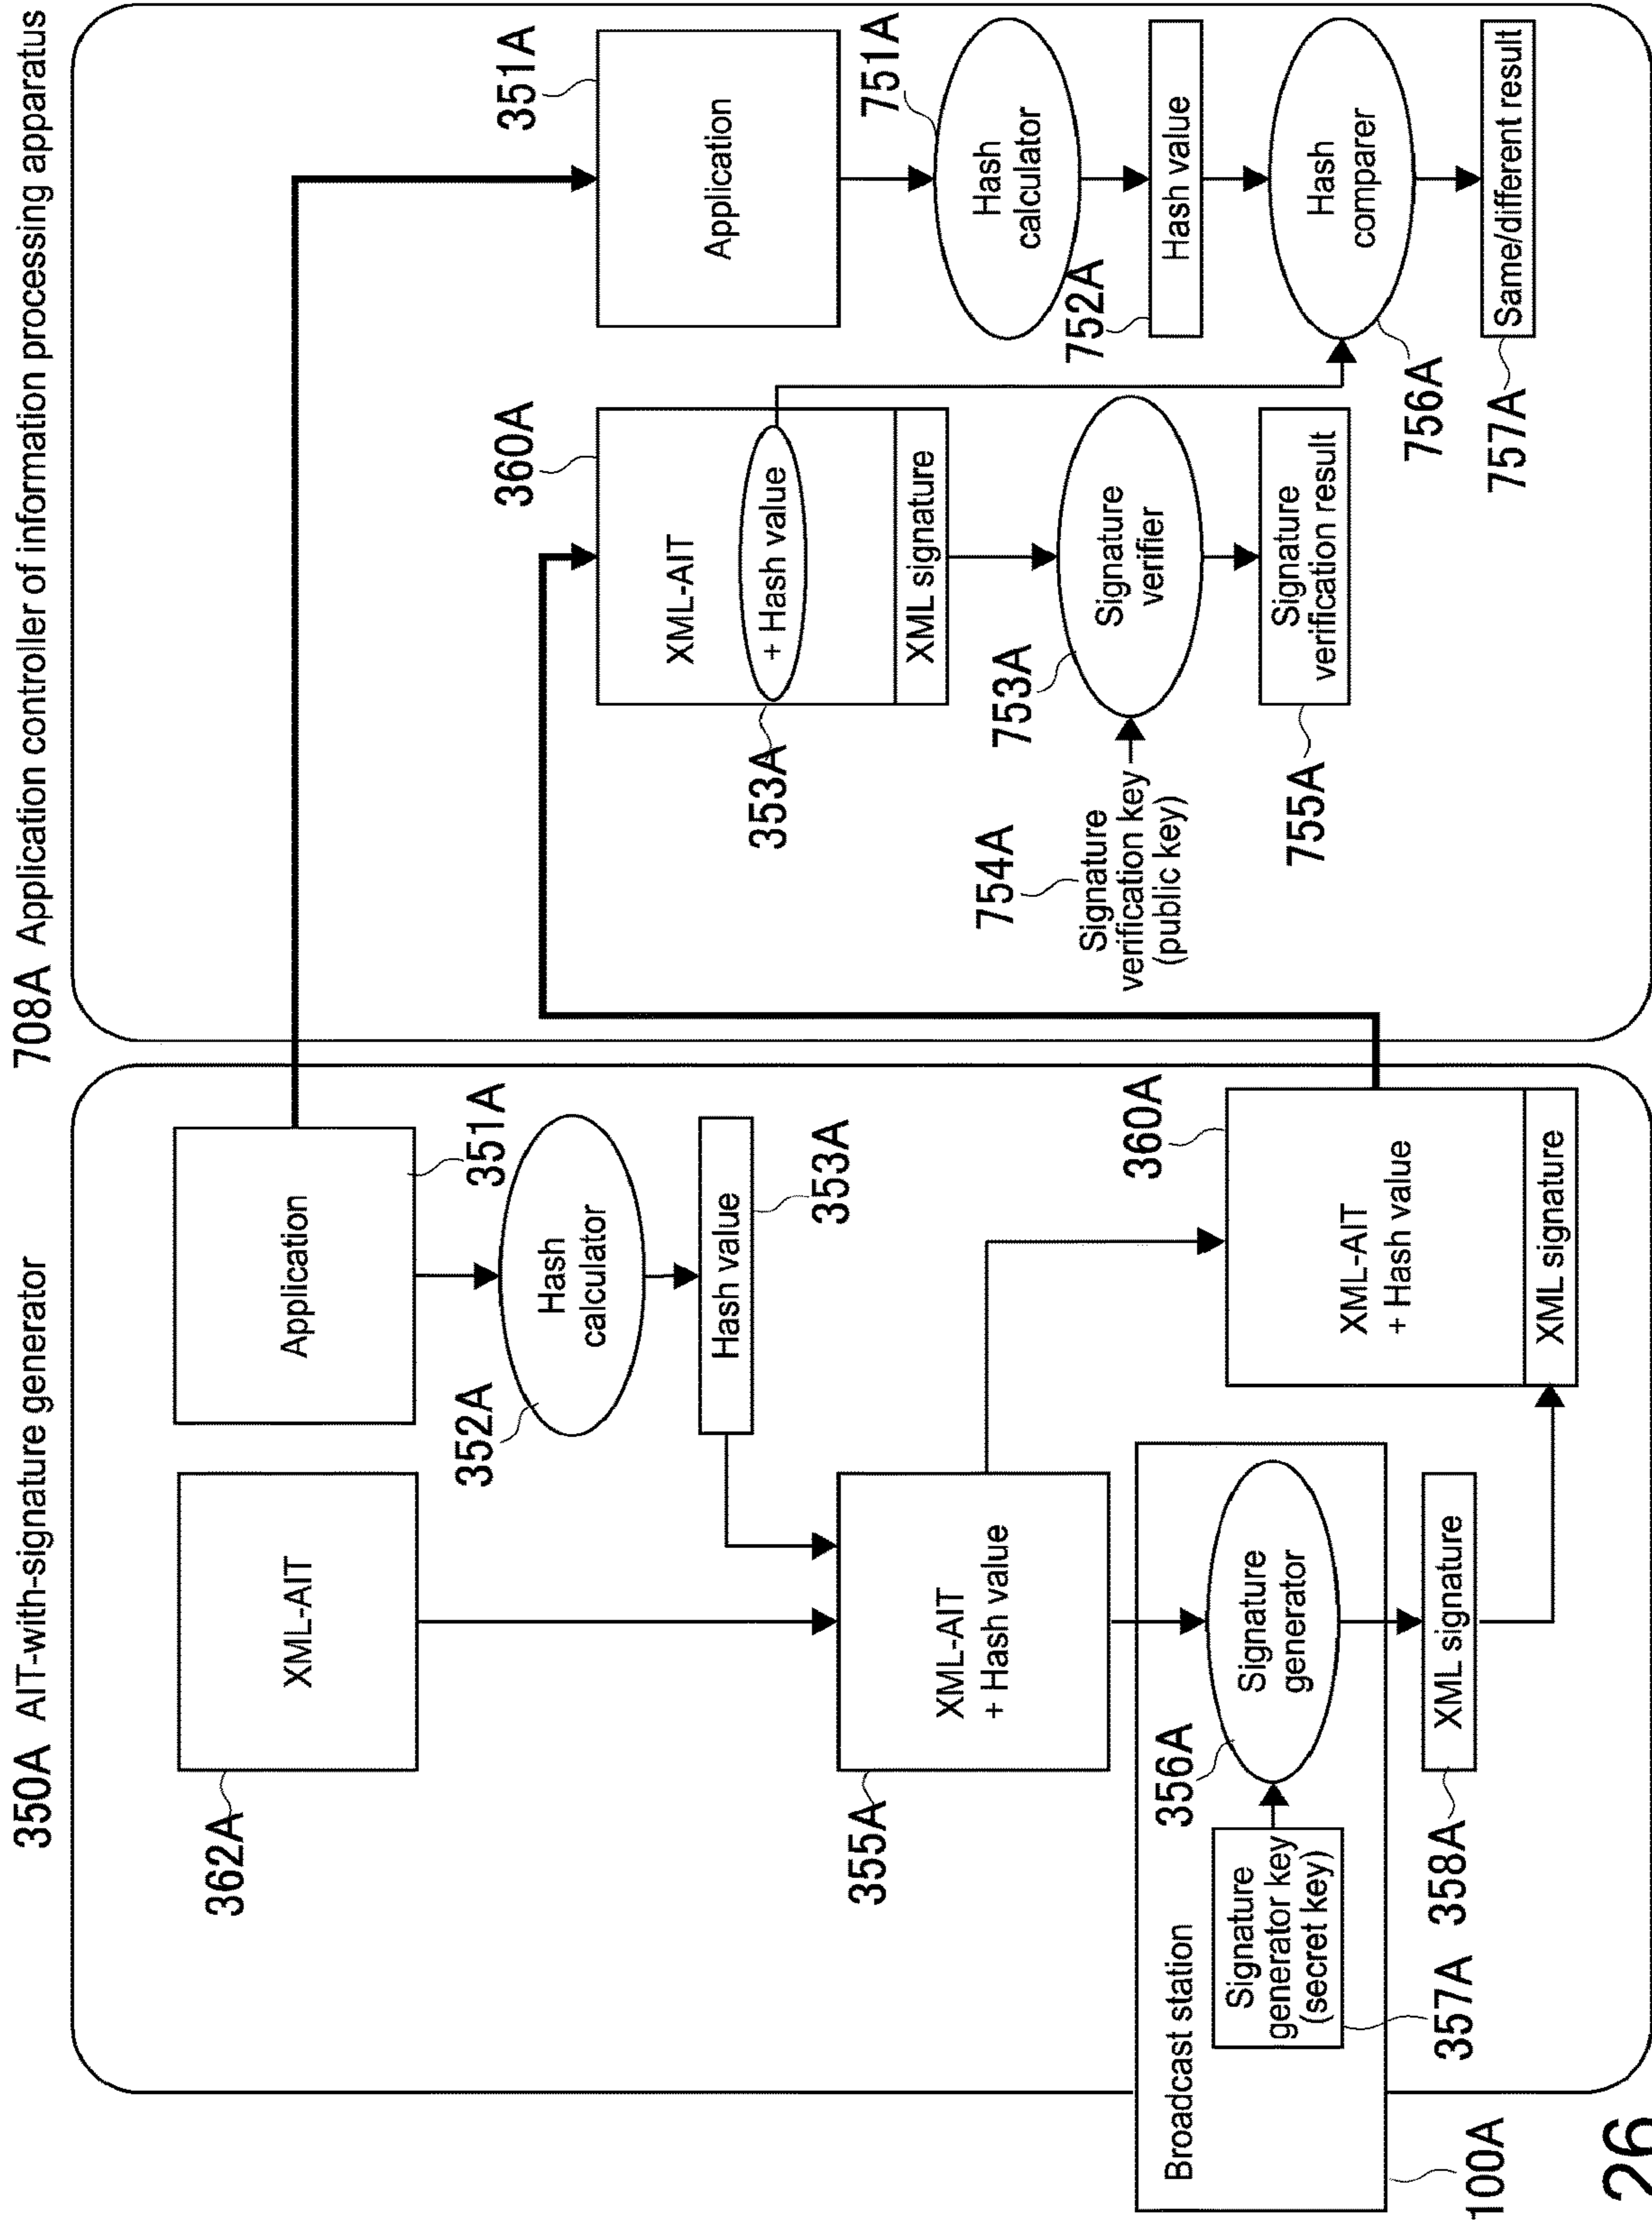 350A AIT-with-signature generator
362A
XML-AIT
Application
351A
352A
Hash
calculator
Hash value
353A
355A
XML-AIT
+ Hash value
Broadcast station
100A
356A
Signature
generator
Signature
generator key
(secret key)
357A
358A
XML signature
360A
XML-AIT
+ Hash value
XML signature
708A Application controller of information processing apparatus
360A
XML-AIT
+ Hash value
353A
XML signature
753A
Signature
verifier
754A
Signature
verification key
(public key)
755A
Signature
verification result
351A
Application
751A
Hash
calculator
752A
Hash value
Hash
comparer
756A
Same/different result
757A
26